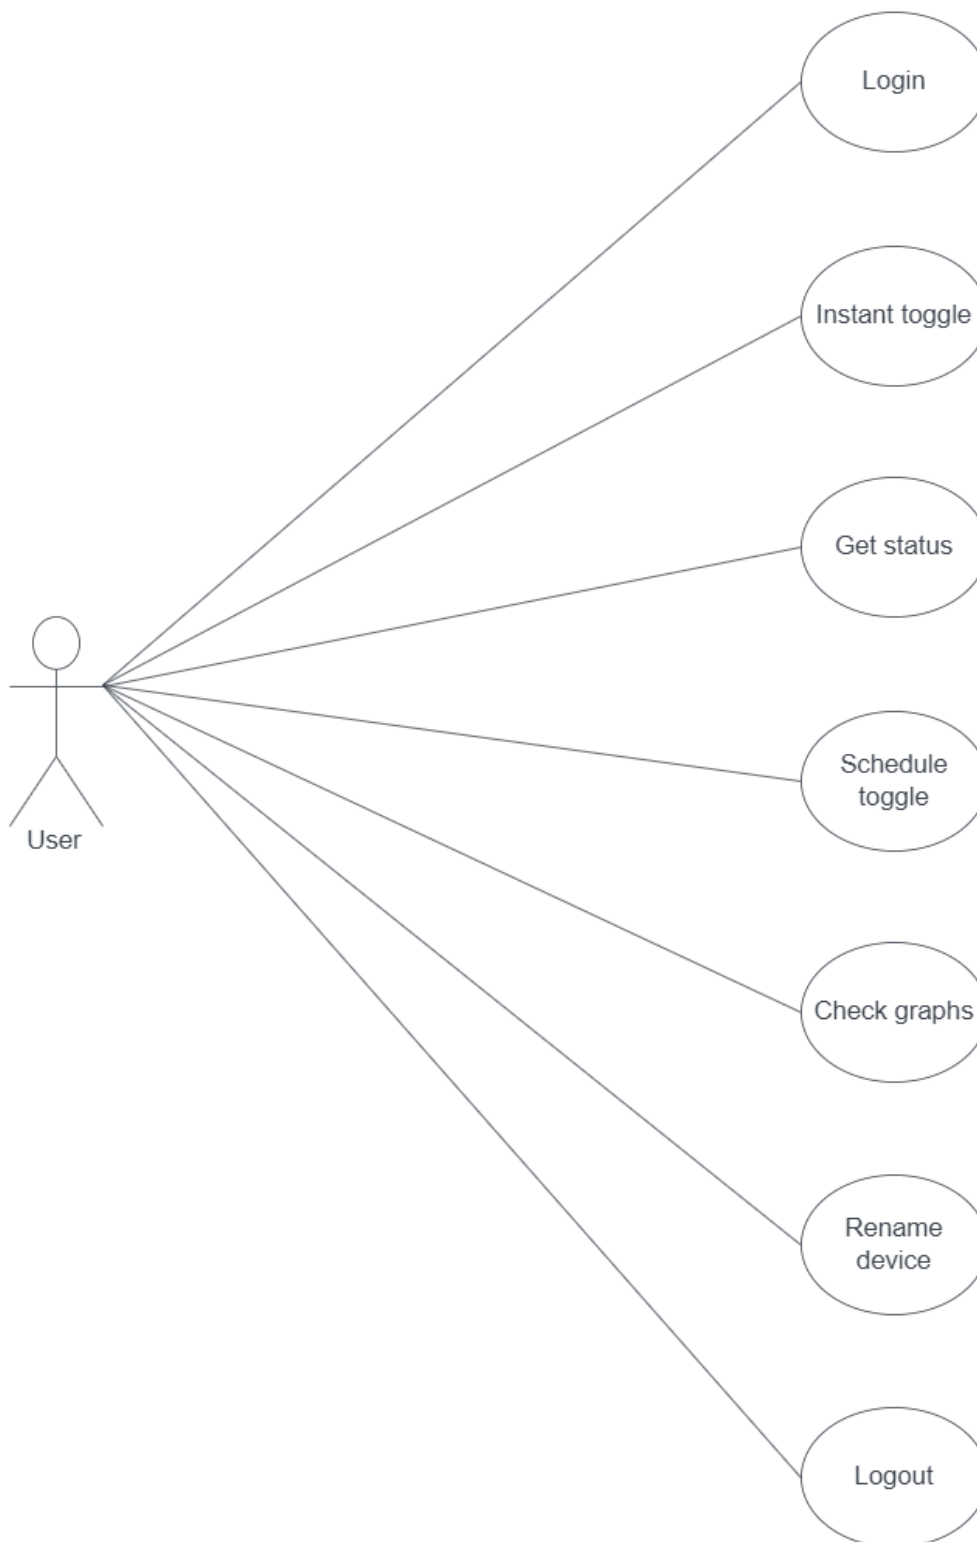 Login
Instant toggle
Get status
Schedule
toggle
User
Check graphs
Rename
device
Logout